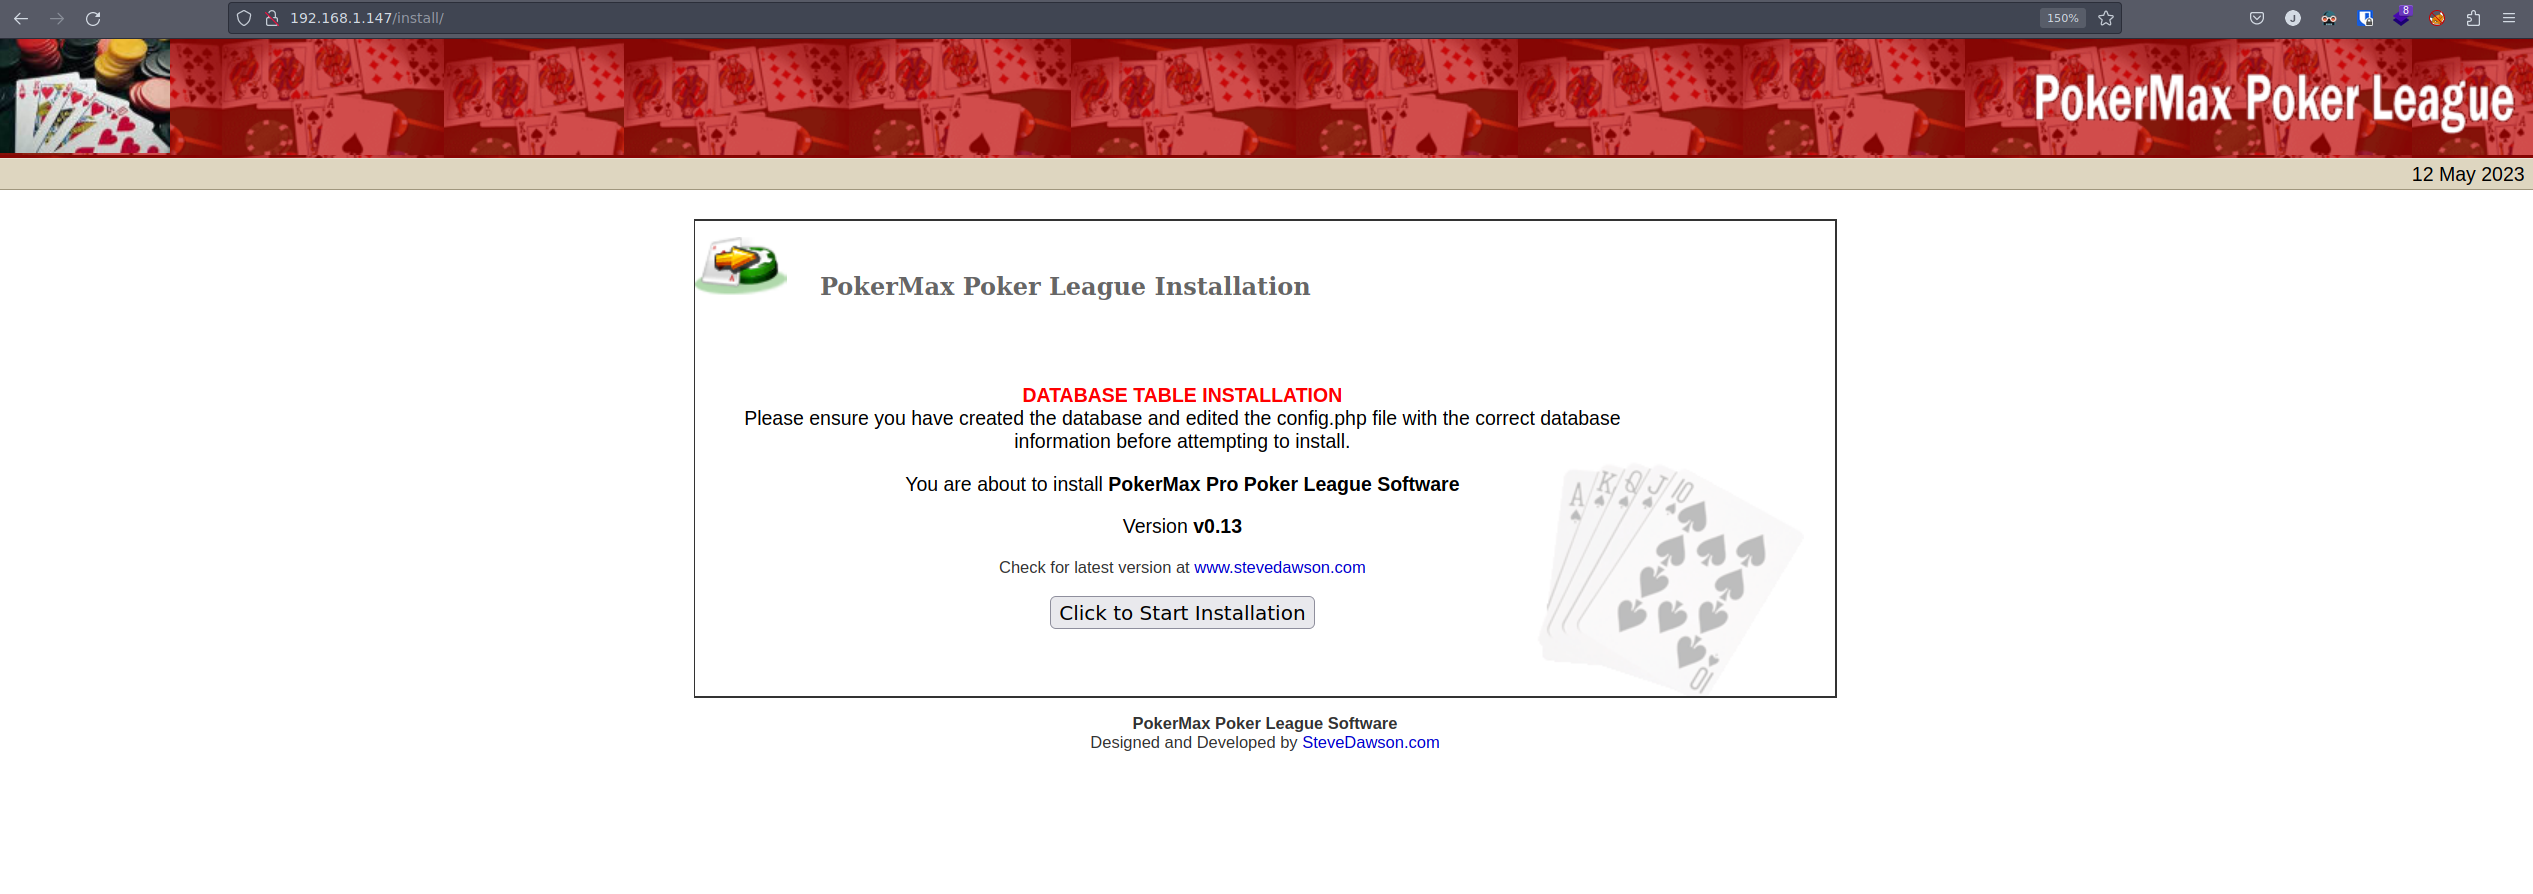 192.168.1.147/install/
150%
J
8
PokerMax Poker League
12 May 2023
PokerMax Poker League Installation
DATABASE TABLE INSTALLATION
Please ensure you have created the database and edited the config.php file with the correct database
information before attempting to install.
You are about to install PokerMax Pro Poker League Software
Version v0.13
Check for latest version at www.stevedawson.com
Click to Start Installation
A K Q J 10
10
PokerMax Poker League Software
Designed and Developed by SteveDawson.com